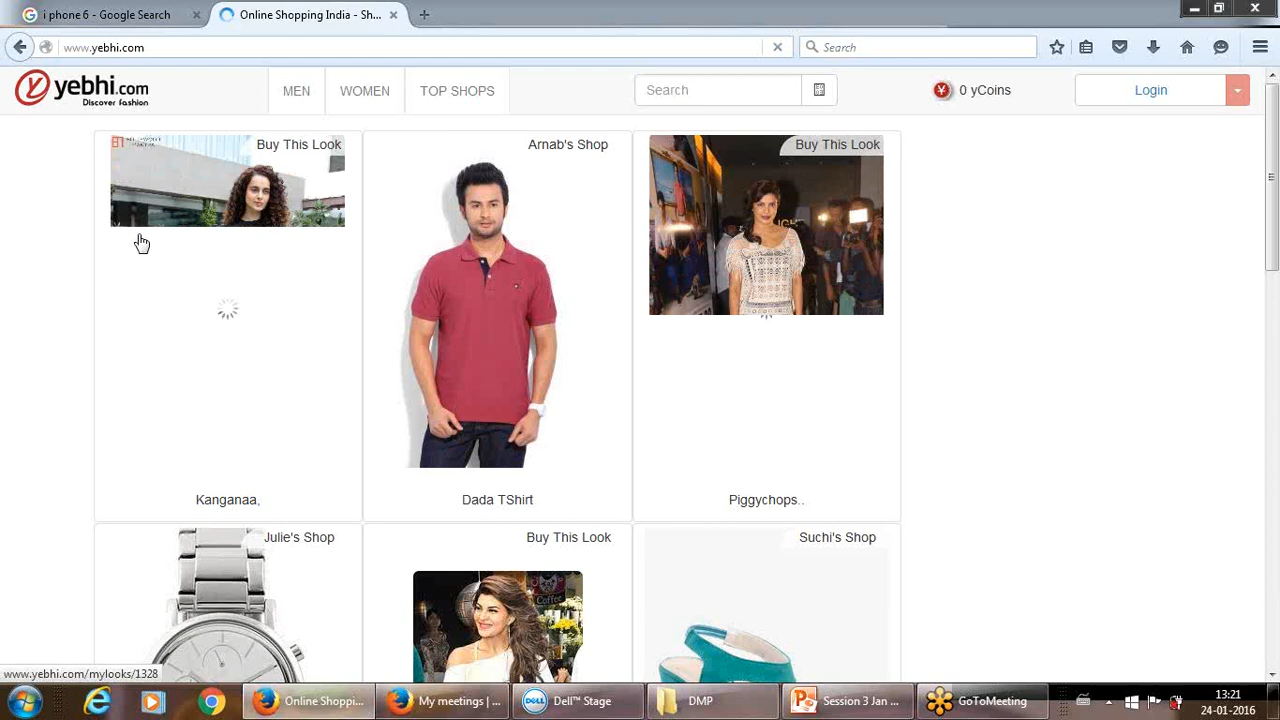 i phone 6 - Google Search
Online Shopping India - Sh...
www.yebhi.com
Search
yebhi.com
Discover fashion
MEN
WOMEN
TOP SHOPS
Search
0 yCoins
Login
Buy This Look
Arnab's Shop
Buy This Look
Kanganaa,
Dada TShirt
Piggychops..
Julie's Shop
Buy This Look
Suchi's Shop
Coffee
www.yebhi.com/mylooks/1328
Online Shoppi...
My meetings | ...
DELL
Dell™ Stage
DMP
Session 3 Jan ...
GoToMeeting
13:21
24-01-2016